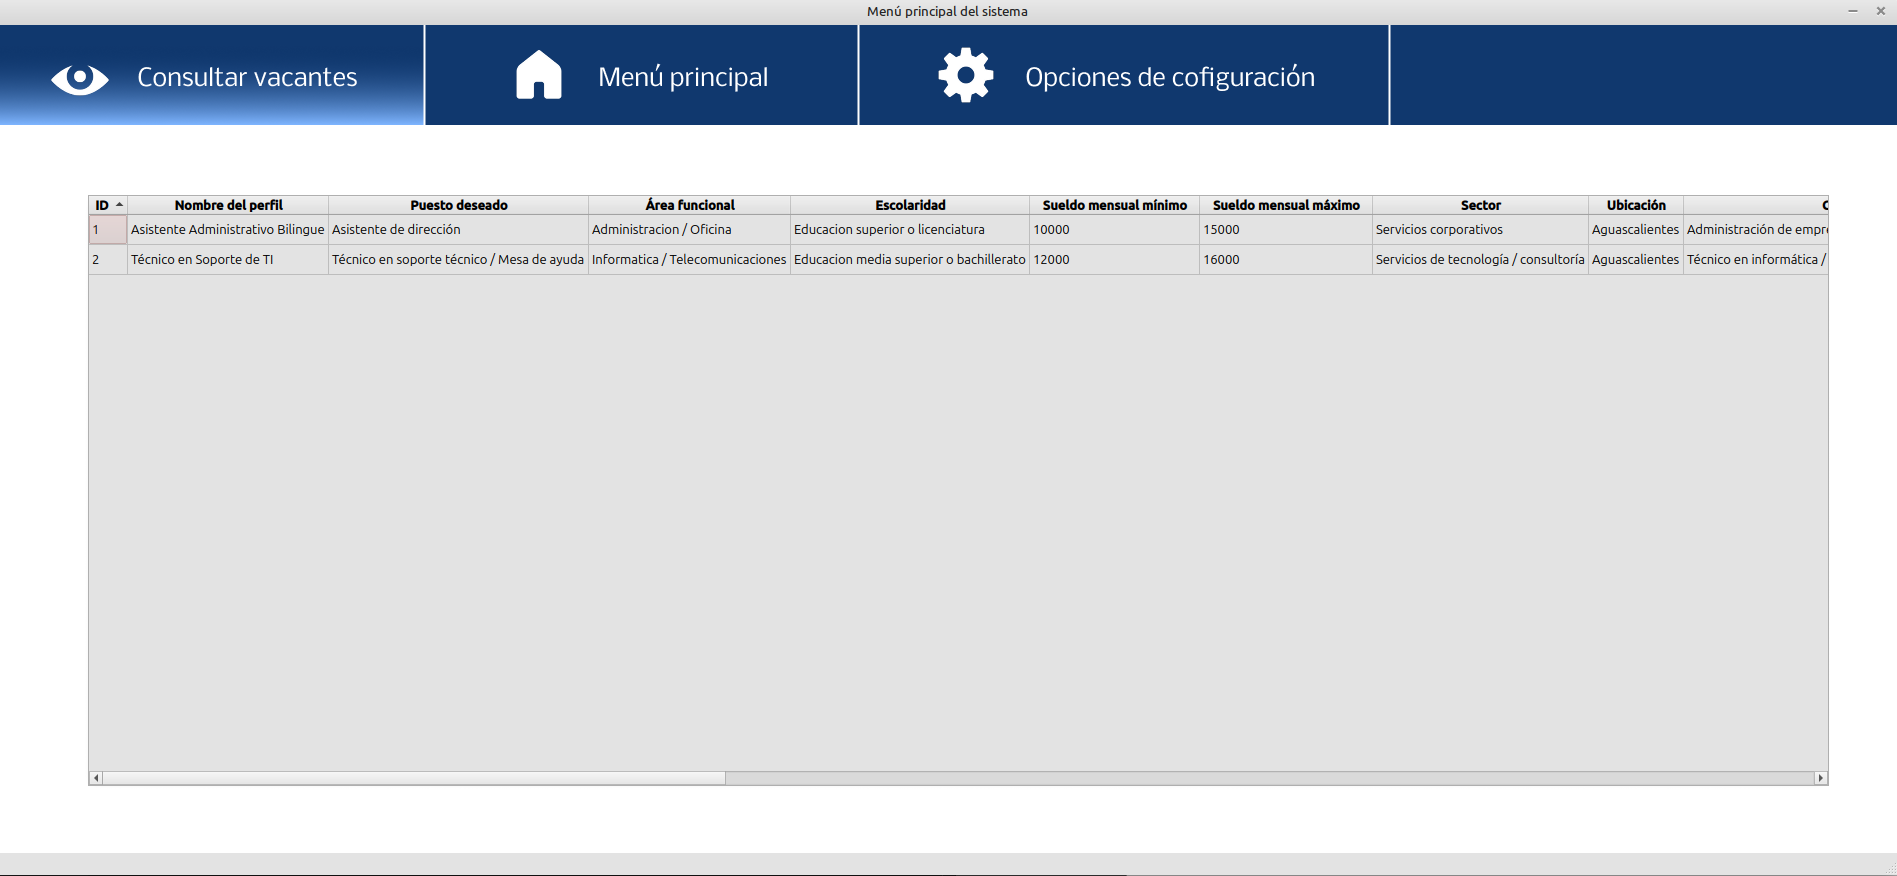 Menú principal del sistema
Consultar vacantes Menú principal Opciones de cofiguración
ID Nombre del perfil Puesto deseado Área funcional Escolaridad Sueldo mensual mínimo Sueldo mensual máximo Sector Ubicación
1 Asistente Administrativo Bilingue Asistente de dirección Administracion / Oficina Educacion superior o licenciatura 10000 15000 Servicios corporativos Aguascalientes Administración de empre
2 Técnico en Soporte de TI Técnico en soporte técnico / Mesa de ayuda Informatica / Telecomunicaciones Educacion media superior o bachillerato 12000 16000 Servicios de tecnología / consultoría Aguascalientes Técnico en informática /